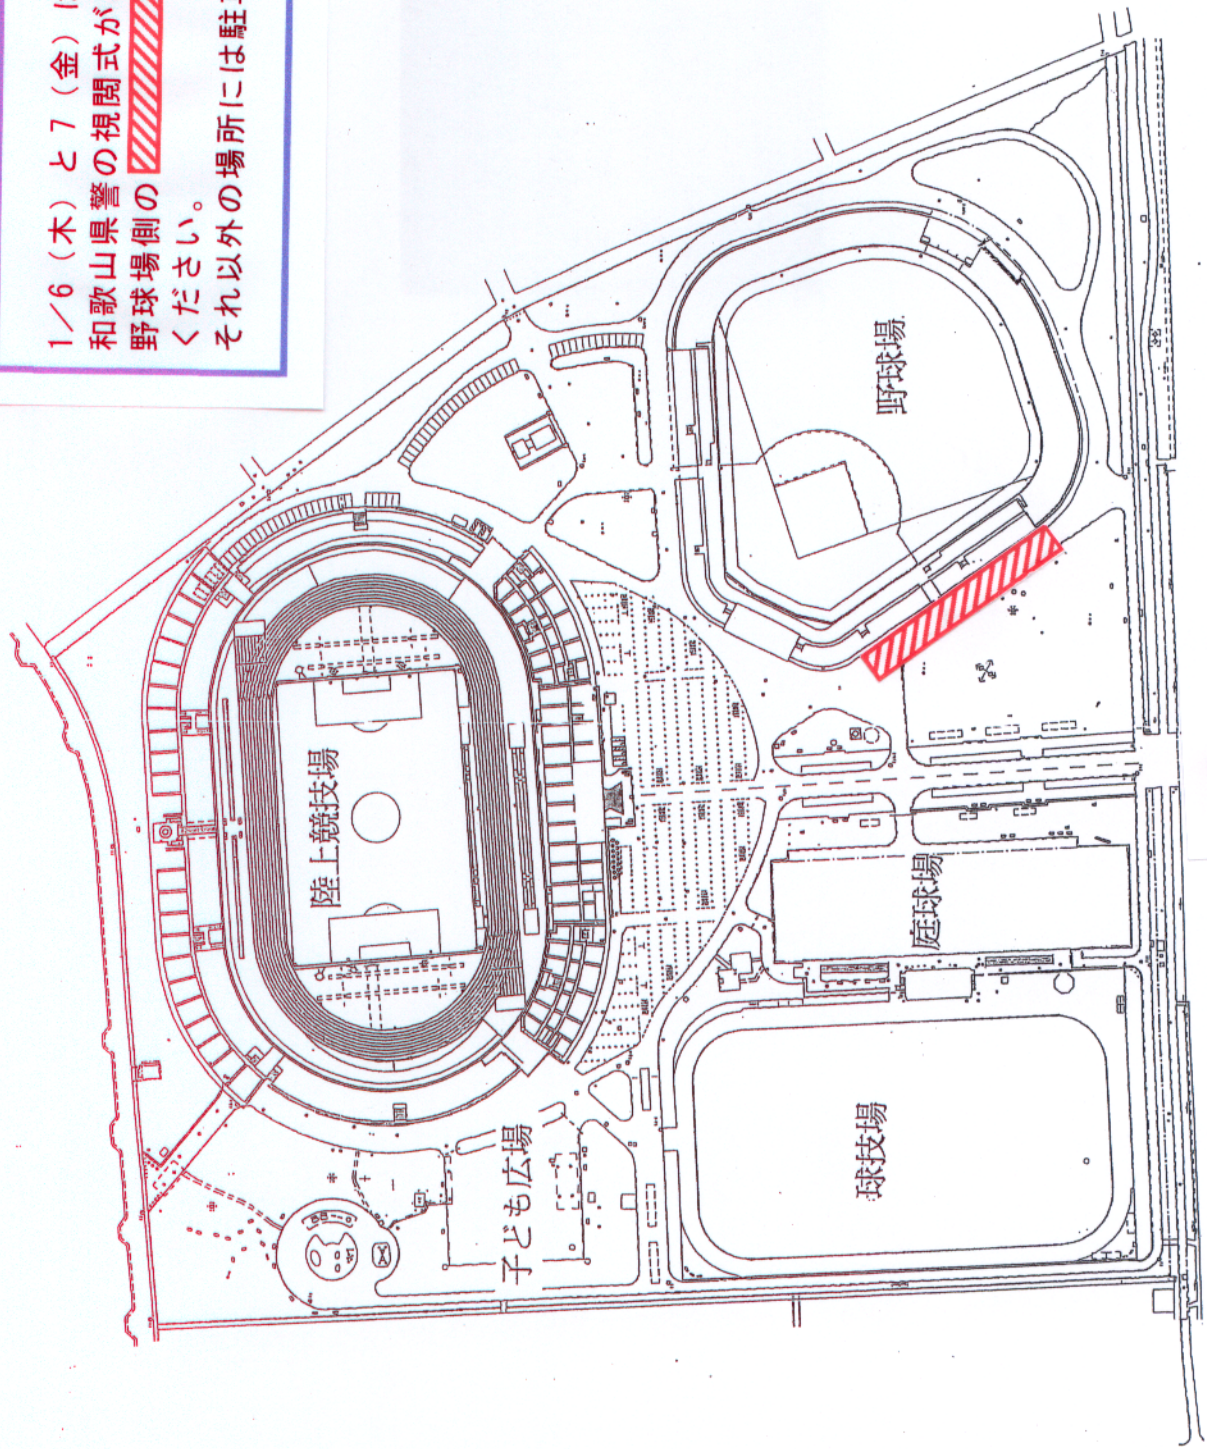 1/6（木）と7（金）に
和歌山県警の視閲式が
野球場側の
ください。
それ以外の場所には駐
陸上競技場
野球場
庭球場
球技場
子ども広場